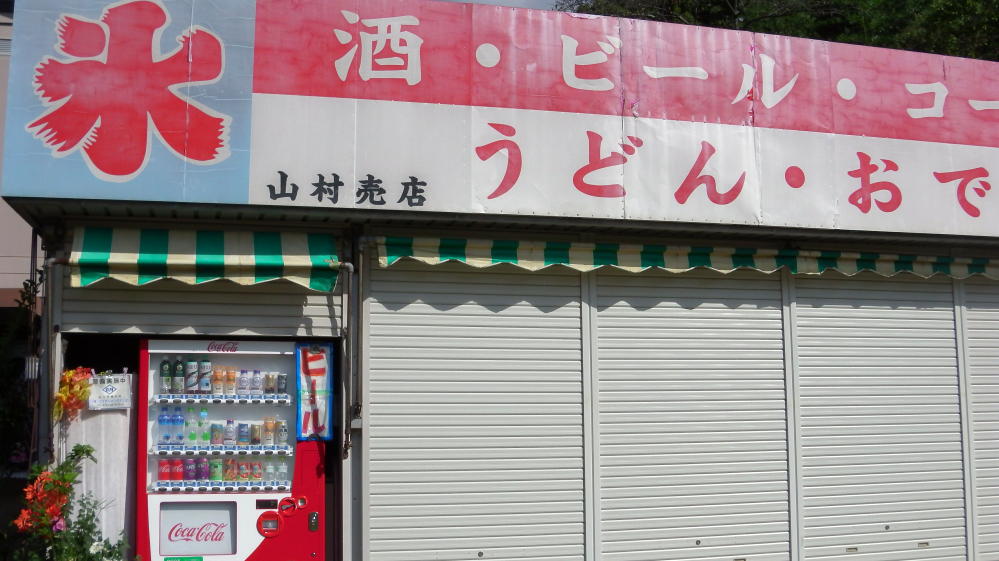 氷
酒・ビール・コー
うどん・おで
山村売店
Coca-Cola
ビール
Coca-Cola